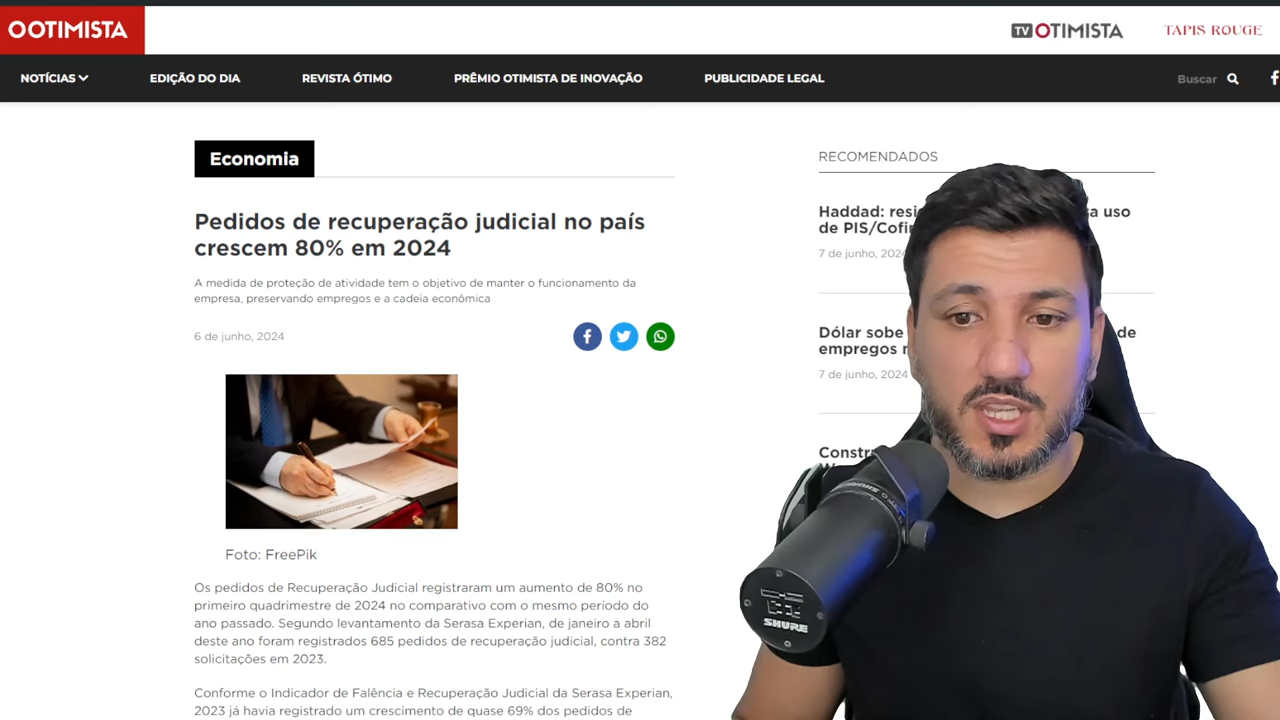 OOTIMISTA
TV OTIMISTA
TAPIS ROUGE
NOTÍCIAS
EDIÇÃO DO DIA
REVISTA ÓTIMO
PRÊMIO OTIMISTA DE INOVAÇÃO
PUBLICIDADE LEGAL
Buscar
Economia
Pedidos de recuperação judicial no país
crescem 80% em 2024
A medida de proteção de atividade tem o objetivo de manter o funcionamento da
empresa, preservando empregos e a cadeia econômica
6 de junho, 2024
Foto: FreePik
Os pedidos de Recuperação Judicial registraram um aumento de 80% no
primeiro quadrimestre de 2024 no comparativo com o mesmo período do
ano passado. Segundo levantamento da Serasa Experian, de janeiro a abril
deste ano foram registrados 685 pedidos de recuperação judicial, contra 382
solicitações em 2023.
Conforme o Indicador de Falência e Recuperação Judicial da Serasa Experian,
2023 já havia registrado um crescimento de quase 69% dos pedidos de
RECOMENDADOS
Haddad: uso
de PIS/Cofi
7 de junho, 2024
Dólar sobe de
empregos
7 de junho, 2024
Constr
SHURE